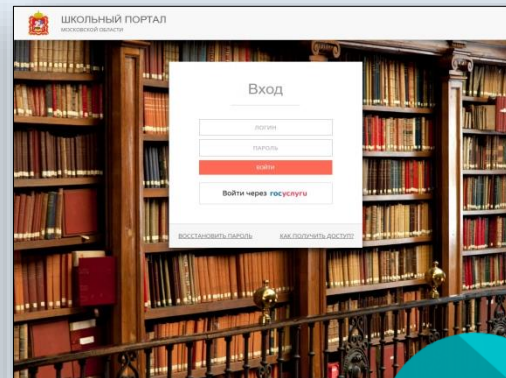 ШКОЛЬНЫЙ ПОРТАЛ
МОСКОВСКОЙ ОБЛАСТИ
Вход
ЛОГИН
ПАРОЛЬ
ВОЙТИ
Войти через госуслуги
ВОССТАНОВИТЬ ПАРОЛЬ КАК ПОЛУЧИТЬ ДОСТУП?